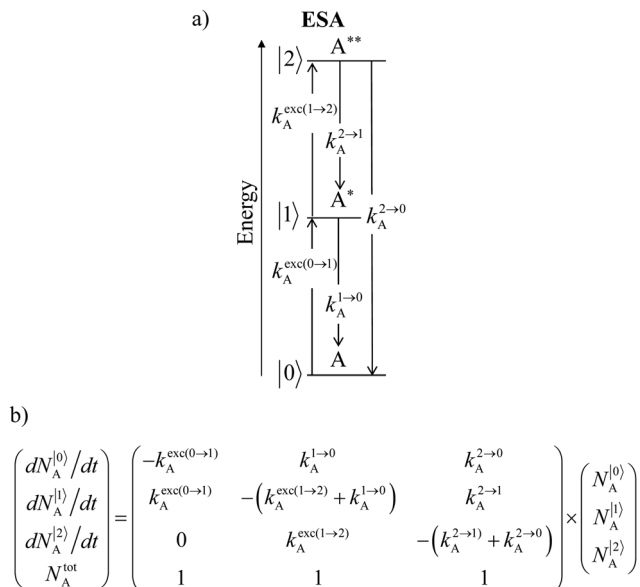 a) ESA
A**
|2⟩
k_A^{exc(1→2)}
k_A^{2→1}
A*
|1⟩
k_A^{2→0}
Energy
k_A^{exc(0→1)}
k_A^{1→0}
A
|0⟩
b)
(dN_A^{|0⟩}/dt) = (−k_A^{exc(0→1)} k_A^{1→0} k_A^{2→0}) × (N_A^{|0⟩})
(dN_A^{|1⟩}/dt) = (k_A^{exc(0→1)} −(k_A^{exc(1→2)} + k_A^{1→0}) k_A^{2→1}) × (N_A^{|1⟩})
(dN_A^{|2⟩}/dt) = (0 k_A^{exc(1→2)} −(k_A^{2→1)} + k_A^{2→0})) × (N_A^{|2⟩})
N_A^{tot} 1 1 1